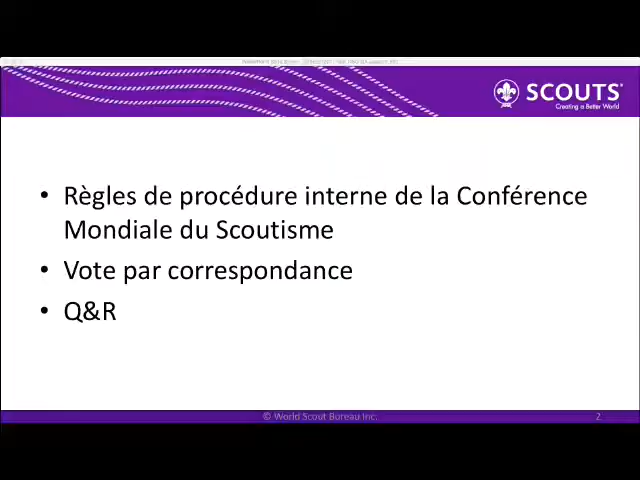 SCOUTS
Creating a Better World
• Règles de procédure interne de la Conférence
Mondiale du Scoutisme
• Vote par correspondance
• Q&R
© World Scout Bureau Inc.
2